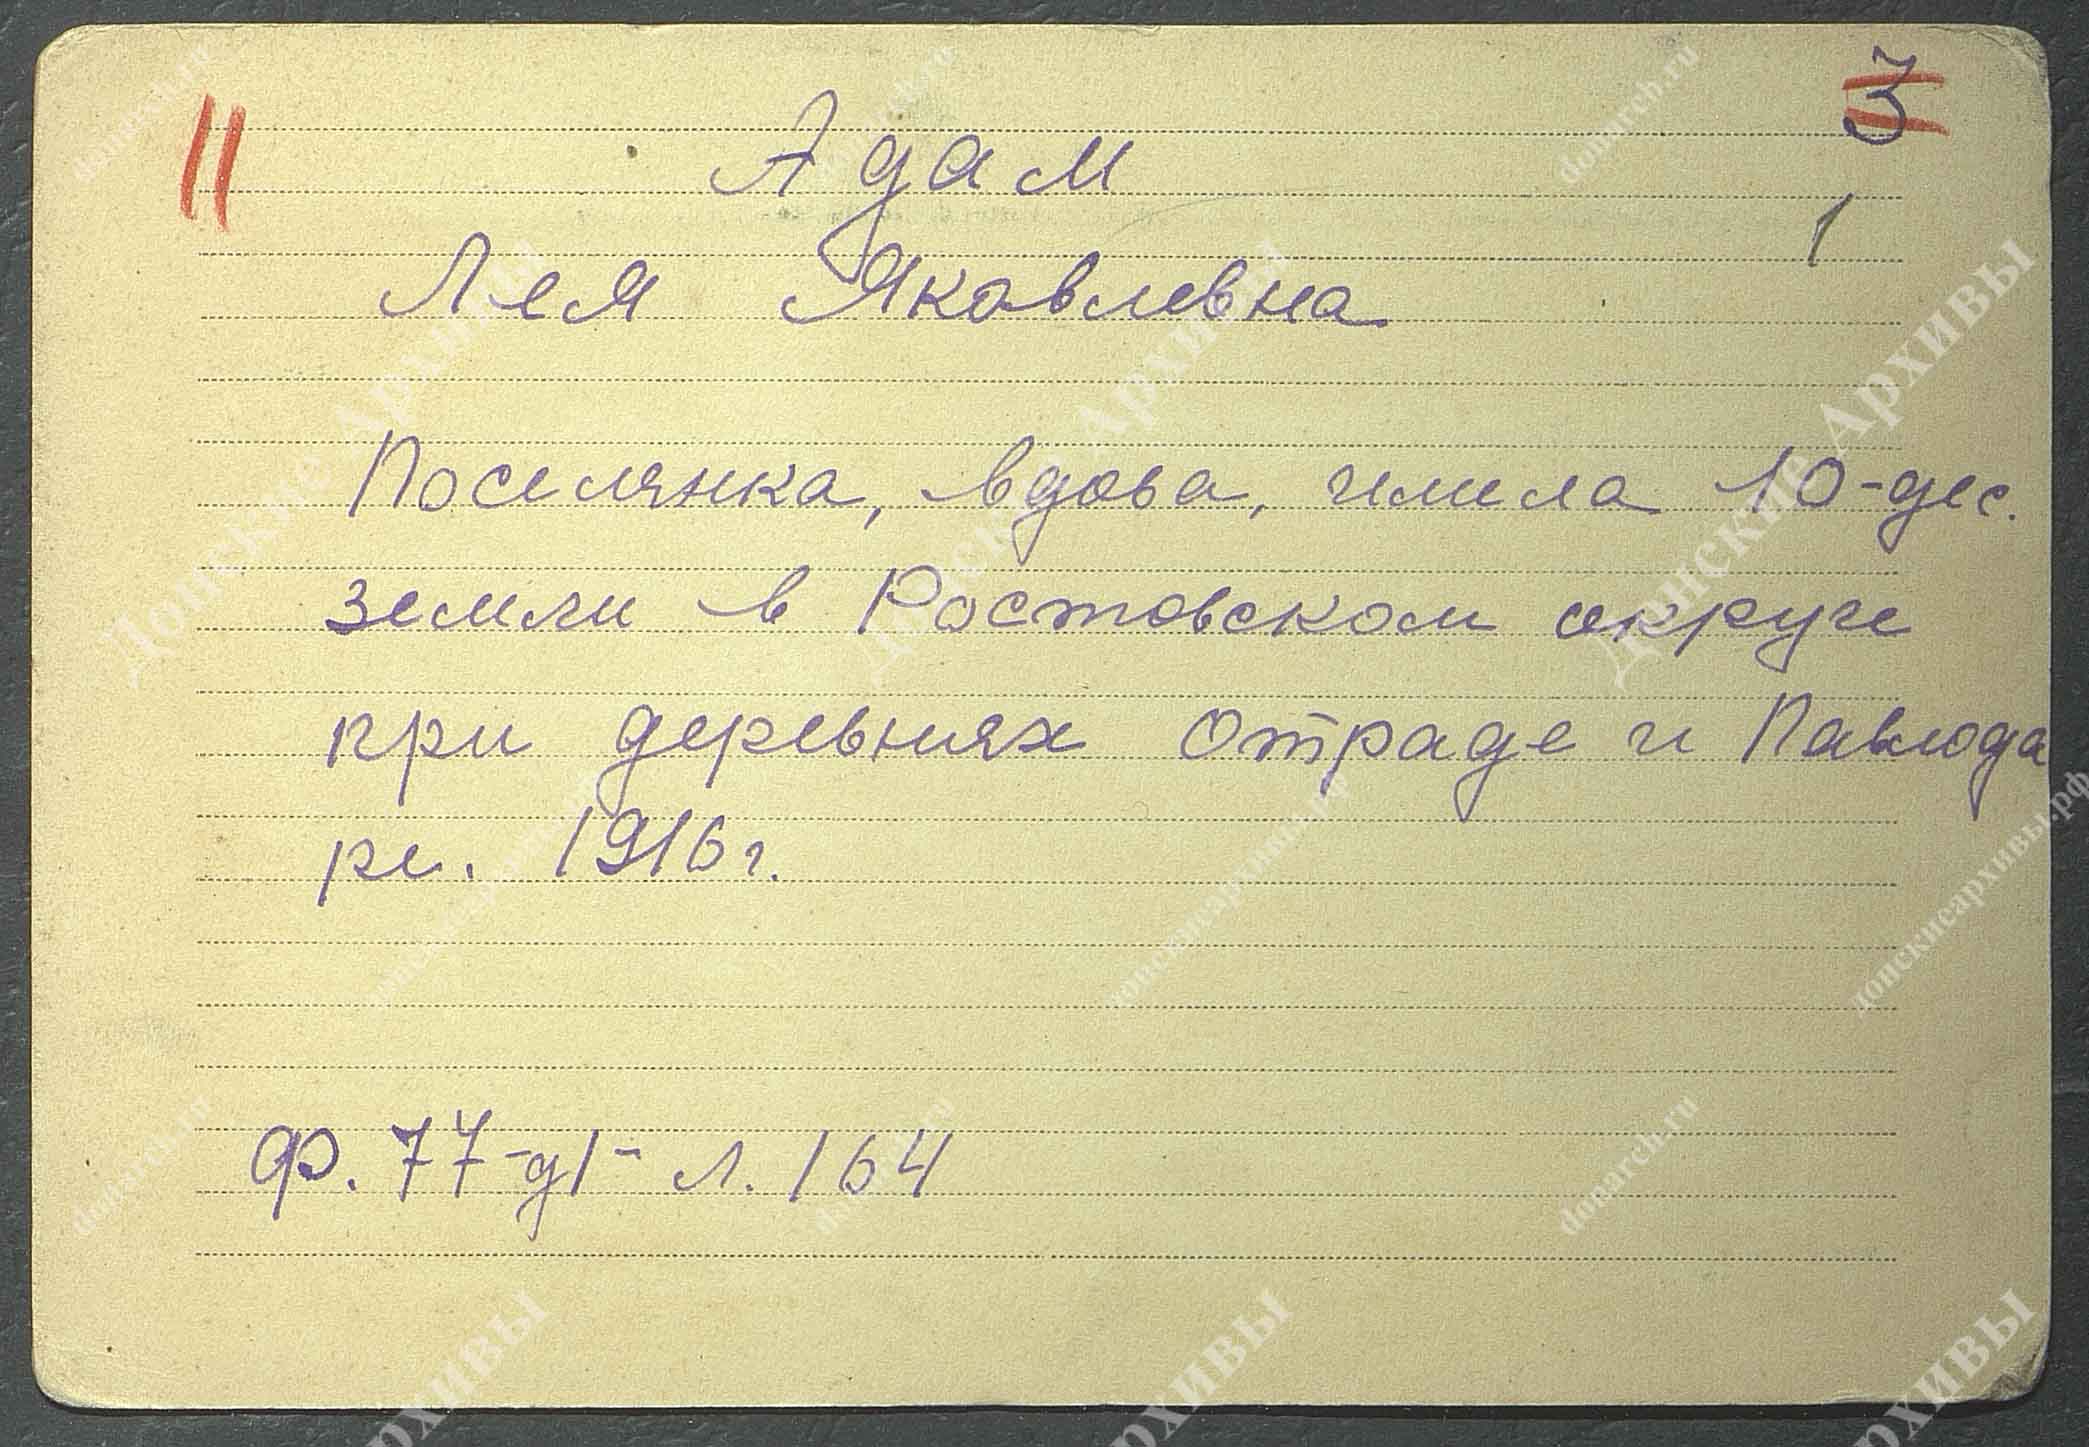 11
3
Адам
1
Лея Яковлевна
Поселянка, вдова, имела 10-дес.
земли в Ростовском округе
при деревнях Отраде и Павлода
ре. 1916 г.
Ф. 77-д1- л. 164